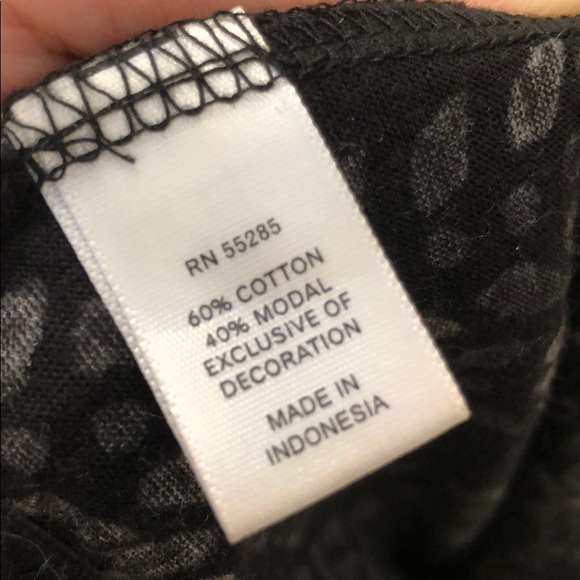 RN 55285
60% COTTON
40% MODAL
EXCLUSIVE OF
DECORATION
MADE IN
INDONESIA